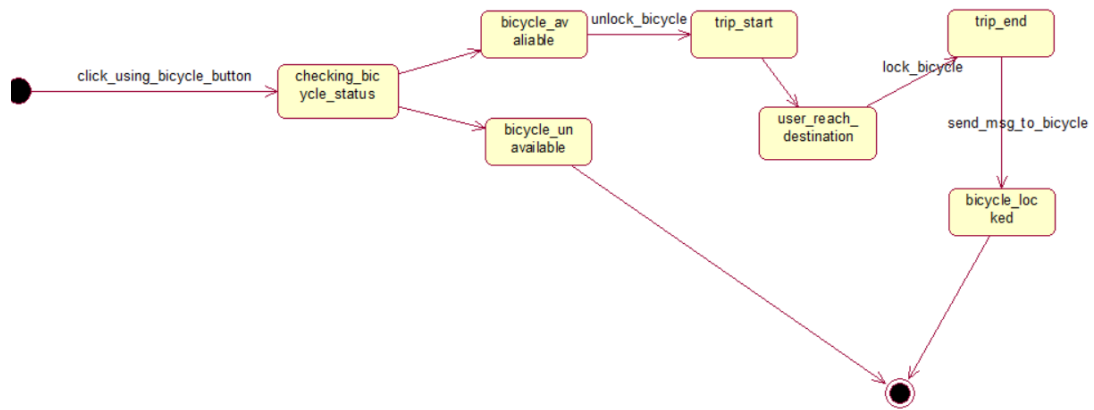 click_using_bicycle_button
checking_bic
ycle_status
bicycle_av
aliable
unlock_bicycle
trip_start
bicycle_un
available
user_reach_
destination
lock_bicycle
trip_end
send_msg_to_bicycle
bicycle_loc
ked